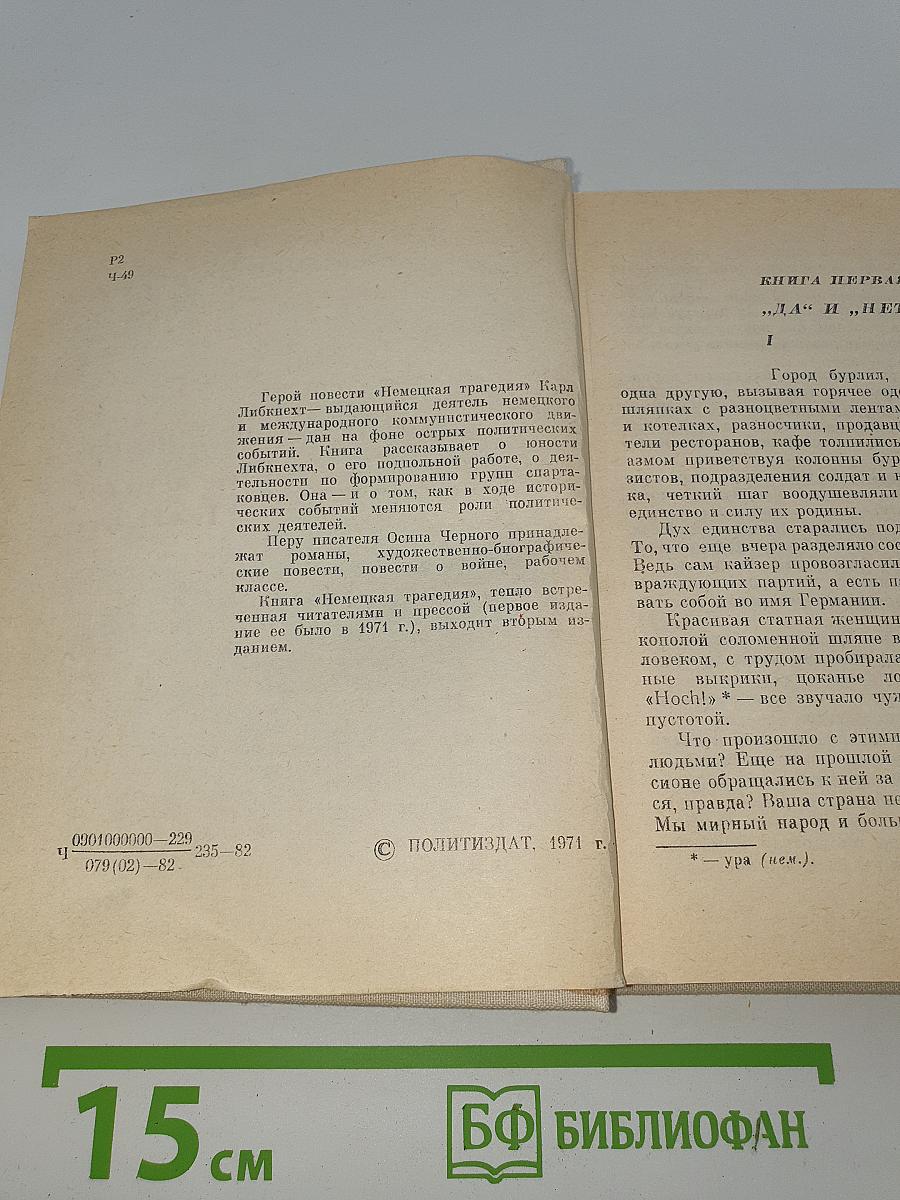 Р2
Ч-49
Герой повести «Немецкая трагедия» Карл
Либкнехт — выдающийся деятель немецкого
и международного коммунистического дви-
жения — дан на фоне острых политических
событий. Книга рассказывает о юности
Либкнехта, о его подпольной работе, о дея-
тельности по формированию групп спарта-
ковцев. Она — и о том, как в ходе истори-
ческих событий меняются роли политиче-
ских деятелей.
Перу писателя Осипа Черного принадле-
жат романы, художественно-биографиче-
ские повести, повести о войне, рабочем
классе.
Книга «Немецкая трагедия», тепло встре-
ченная читателями и прессой (первое изда-
ние ее было в 1971 г.), выходит вторым из-
данием.
Ч 0901000000—229
079(02)—82 235—82
© ПОЛИТИЗДАТ, 1971 г.
КНИГА ПЕРВАЯ
„ДА“ И „НЕТ
I
Город бурлил,
одна другую, вызывая горячее
шляпках с разноцветными лентам
и котелках, разносчики, продавц
тели ресторанов, кафе толпились
азмом приветствуя колонны бур
зистов, подразделения солдат и
ка, четкий шаг воодушевляли
единство и силу их родины.
Дух единства старались под
То, что еще вчера разделяло
Ведь сам кайзер провозгласил
враждующих партий, а есть
вать собой во имя Германии.
Красивая статная женщин
кополой соломенной шляпе в
ловеком, с трудом пробирала
ные выкрики, цоканье ло
«Hoch!» * — все звучало чуж
пустотой.
Что произошло с этими
людьми? Еще на прошлой
сионе обращались к ней за
ся, правда? Ваша страна не
Мы мирный народ и боль
* — ура (нем.).
15 см
БФ БИБЛИОФАН